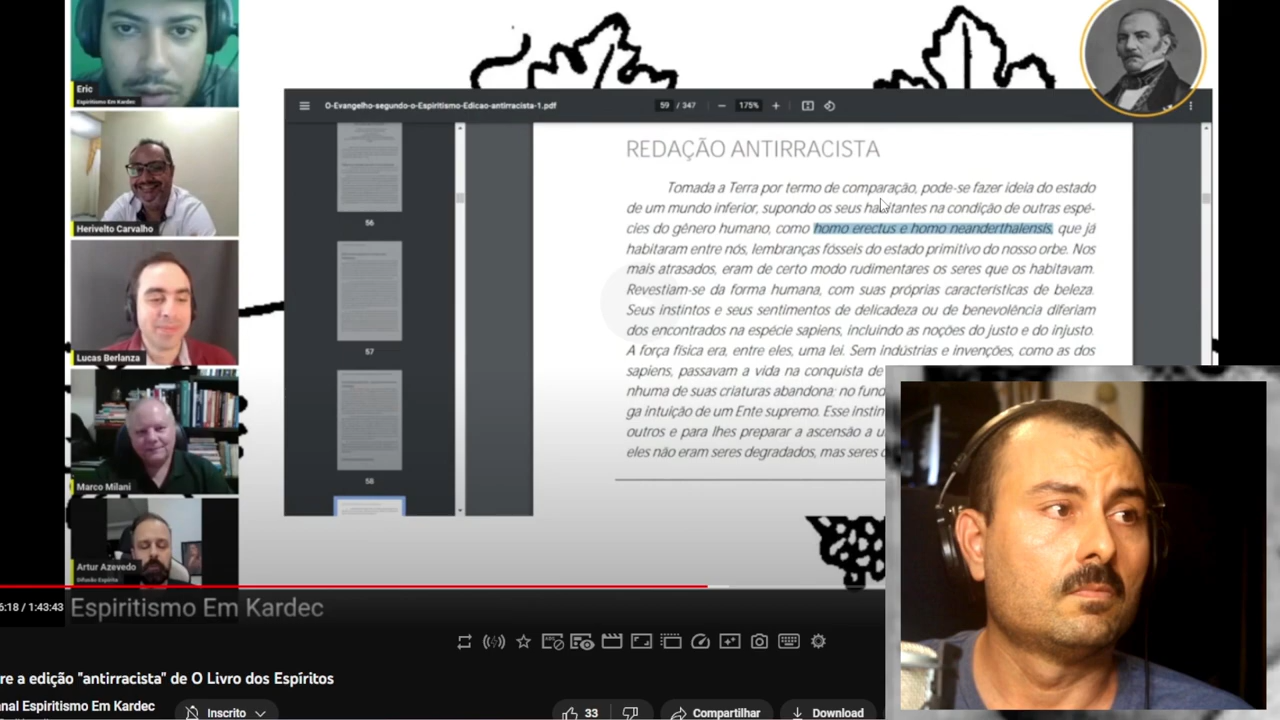 Eric
Espiritismo Em Kardec
Herivelto Carvalho
Lucas Berlanza
Marco Milani
Artur Azevedo
Difusão Espírita
O-Evangelho-segundo-o-Espiritismo-Edicao-antirracista-1.pdf
59 / 347
175%
56
57
58
REDAÇÃO ANTIRRACISTA
Tomada a Terra por termo de comparação, pode-se fazer ideia do estado
de um mundo inferior, supondo os seus habitantes na condição de outras espé-
cies do gênero humano, como homo erectus e homo neanderthalensis, que já
habitaram entre nós, lembranças fósseis do estado primitivo do nosso orbe. Nos
mais atrasados, eram de certo modo rudimentares os seres que os habitavam.
Revestiam-se da forma humana, com suas próprias características de beleza.
Seus instintos e seus sentimentos de delicadeza ou de benevolência diferiam
dos encontrados na espécie sapiens, incluindo as noções do justo e do injusto.
A força física era, entre eles, uma lei. Sem indústrias e invenções, como as dos
sapiens, passavam a vida na conquista de
nhuma de suas criaturas abandona: no fund
ga intuição de um Ente supremo. Esse instin
outros e para lhes preparar a ascensão a u
eles não eram seres degradados, mas seres
6:18 / 1:43:43
Espiritismo Em Kardec
re a edição "antirracista" de O Livro dos Espíritos
anal Espiritismo Em Kardec
Inscrito
33
Compartilhar
Download